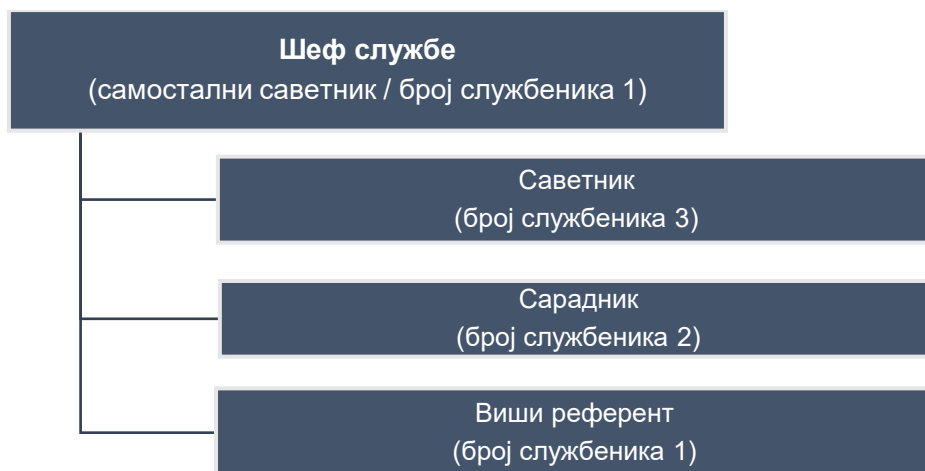 Шеф службе
(самостални саветник / број службеника 1)
Саветник
(број службеника 3)
Сарадник
(број службеника 2)
Виши референт
(број службеника 1)